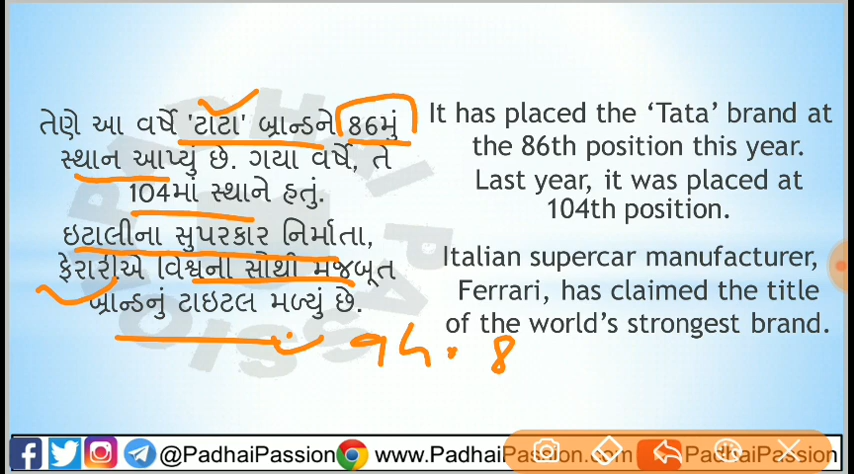 તેણે આ વર્ષે 'ટાટા' બ્રાન્ડને 86મું
સ્થાન આપ્યું છે. ગયા વર્ષે, તે
104માં સ્થાને હતું.
ઇટાલીના સુપરકાર નિર્માતા,
ફેરારીએ વિશ્વની સોથી મજબૂત
બ્રાન્ડનું ટાઇટલ મળ્યું છે.
It has placed the ‘Tata’ brand at
the 86th position this year.
Last year, it was placed at
104th position.
Italian supercar manufacturer,
Ferrari, has claimed the title
of the world’s strongest brand.
@PadhaiPassion www.PadhaiPassion.com PadhaiPassion